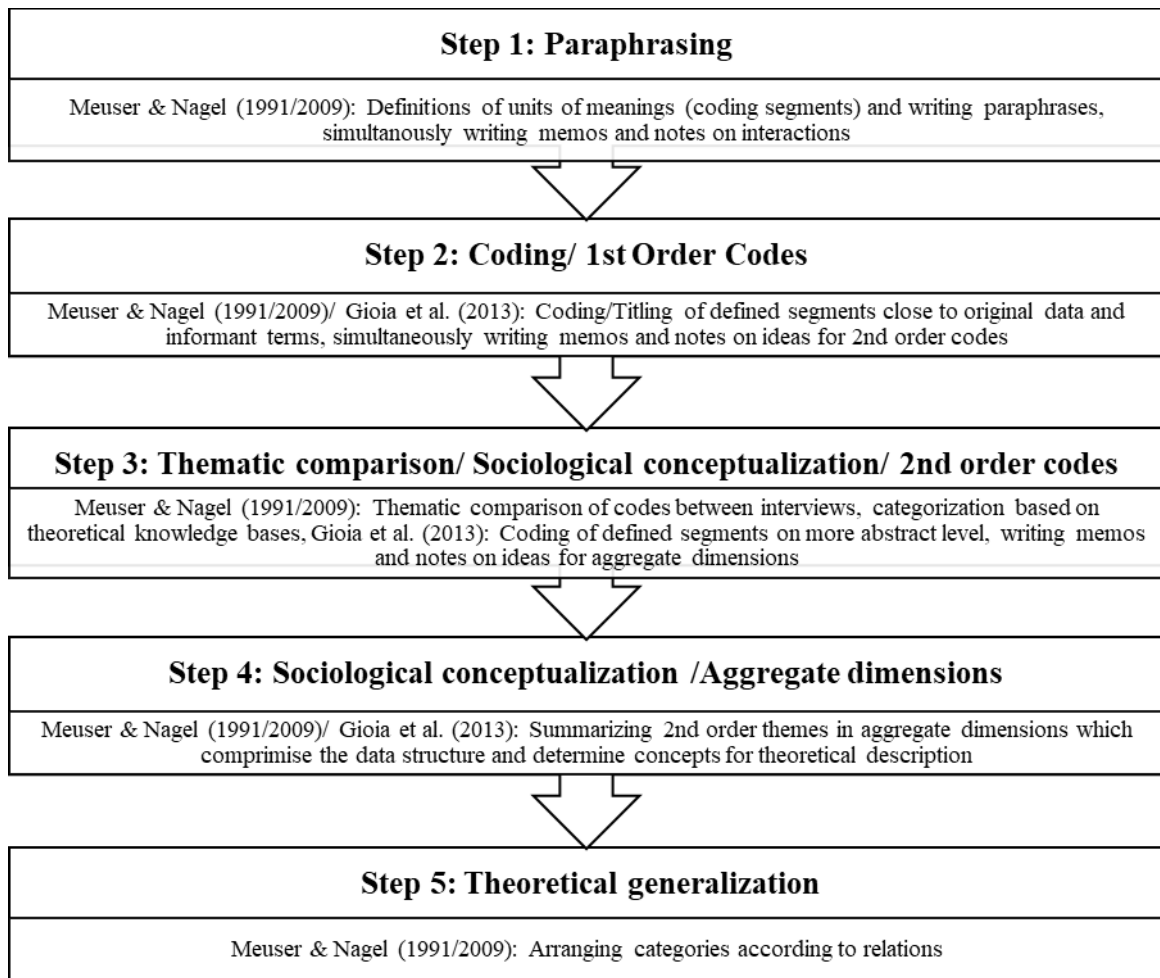 Step 1: Paraphrasing
Meuser & Nagel (1991/2009): Definitions of units of meanings (coding segments) and writing paraphrases,
simultanously writing memos and notes on interactions
Step 2: Coding/ 1st Order Codes
Meuser & Nagel (1991/2009)/ Gioia et al. (2013): Coding/Titling of defined segments close to original data and
informant terms, simultaneously writing memos and notes on ideas for 2nd order codes
Step 3: Thematic comparison/ Sociological conceptualization/ 2nd order codes
Meuser & Nagel (1991/2009): Thematic comparison of codes between interviews, categorization based on
theoretical knowledge bases, Gioia et al. (2013): Coding of defined segments on more abstract level, writing memos
and notes on ideas for aggregate dimensions
Step 4: Sociological conceptualization /Aggregate dimensions
Meuser & Nagel (1991/2009)/ Gioia et al. (2013): Summarizing 2nd order themes in aggregate dimensions which
comprimise the data structure and determine concepts for theoretical description
Step 5: Theoretical generalization
Meuser & Nagel (1991/2009): Arranging categories according to relations